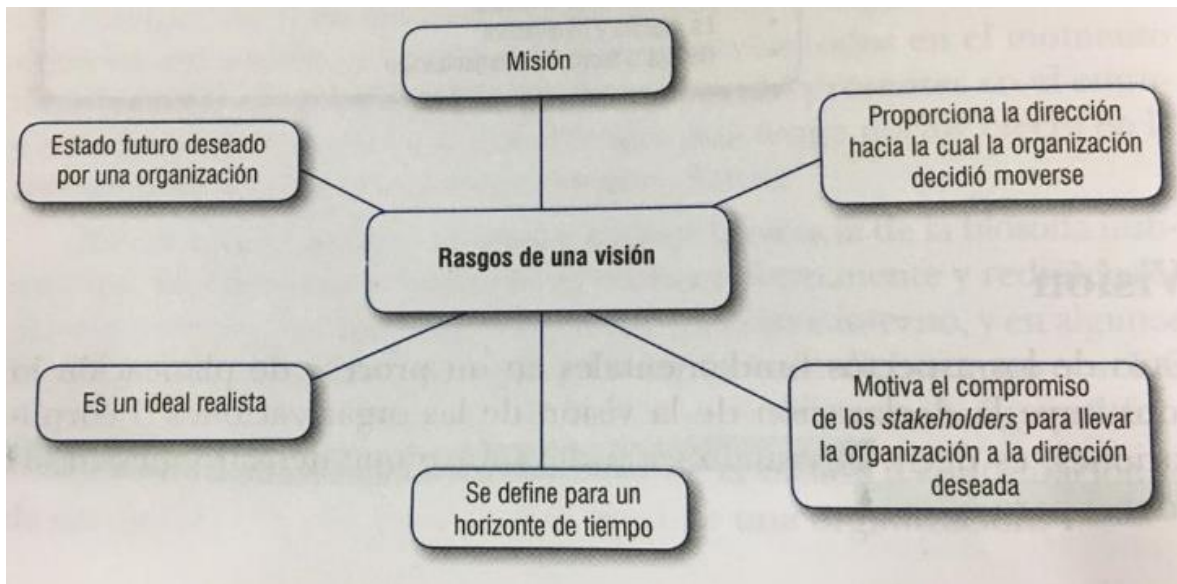 Misión
Estado futuro deseado
por una organización
Proporciona la dirección
hacia la cual la organización
decidió moverse
Rasgos de una visión
Es un ideal realista
Se define para un
horizonte de tiempo
Motiva el compromiso
de los stakeholders para llevar
la organización a la dirección
deseada